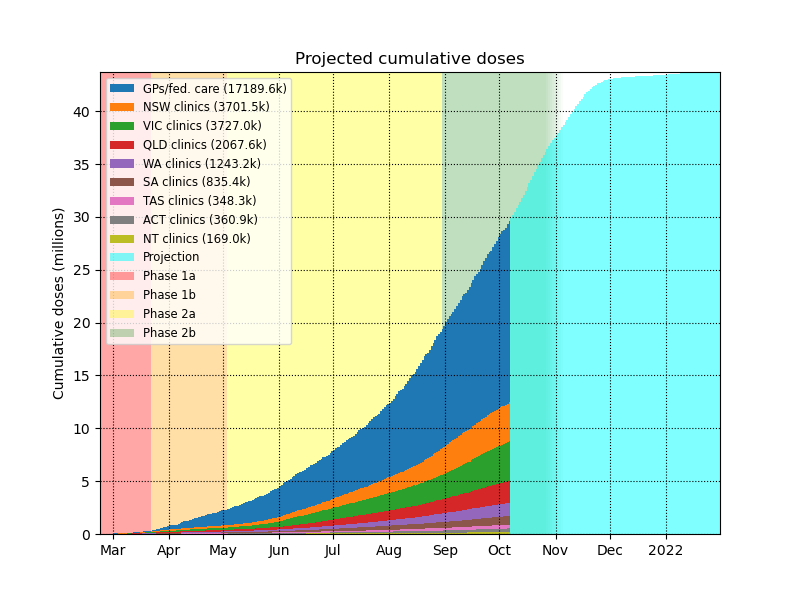 Projected cumulative doses
Cumulative doses (millions)
40
35
30
25
20
15
10
5
0
GPs/fed. care (17189.6k)
NSW clinics (3701.5k)
VIC clinics (3727.0k)
QLD clinics (2067.6k)
WA clinics (1243.2k)
SA clinics (835.4k)
TAS clinics (348.3k)
ACT clinics (360.9k)
NT clinics (169.0k)
Projection
Phase 1a
Phase 1b
Phase 2a
Phase 2b
Mar Apr May Jun Jul Aug Sep Oct Nov Dec 2022